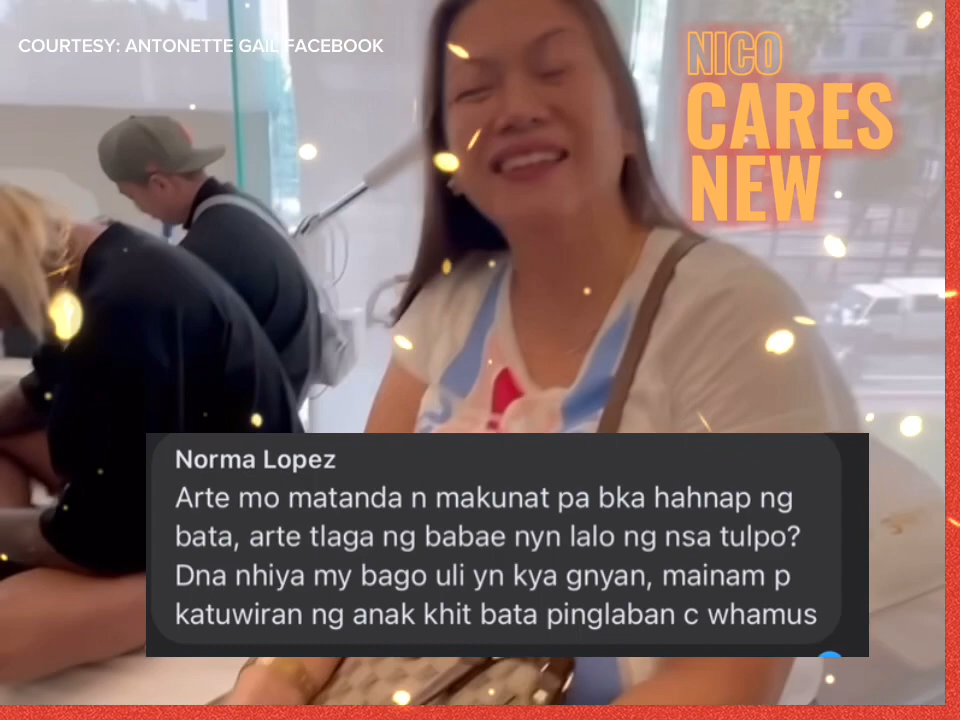 COURTESY: ANTONETTE GAIL FACEBOOK
NICO
CARES
NEW
Norma Lopez
Arte mo matanda n makunat pa bka hahnap ng
bata, arte tlaga ng babae nyn lalo ng nsa tulpo?
Dna nhiya my bago uli yn kya gnyan, mainam p
katuwiran ng anak khit bata pinglaban c whamus